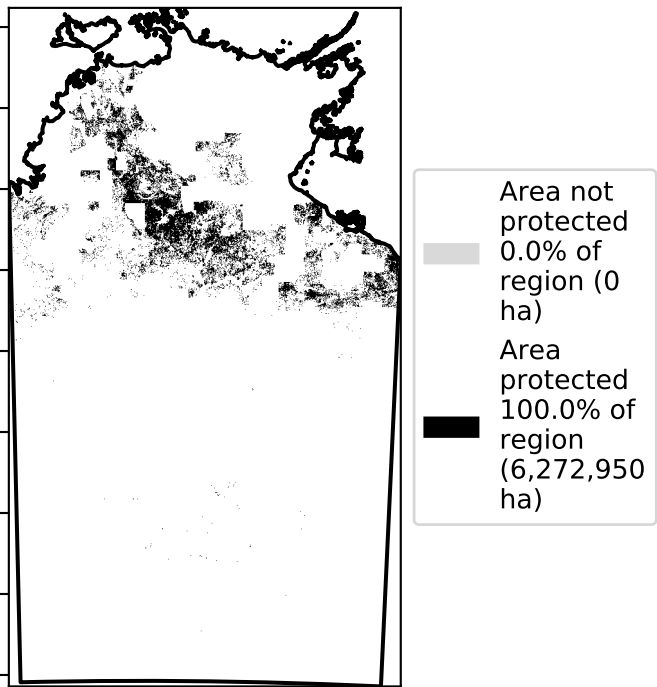 Area not
protected
0.0% of
region (0
ha)
Area
protected
100.0% of
region
(6,272,950
ha)